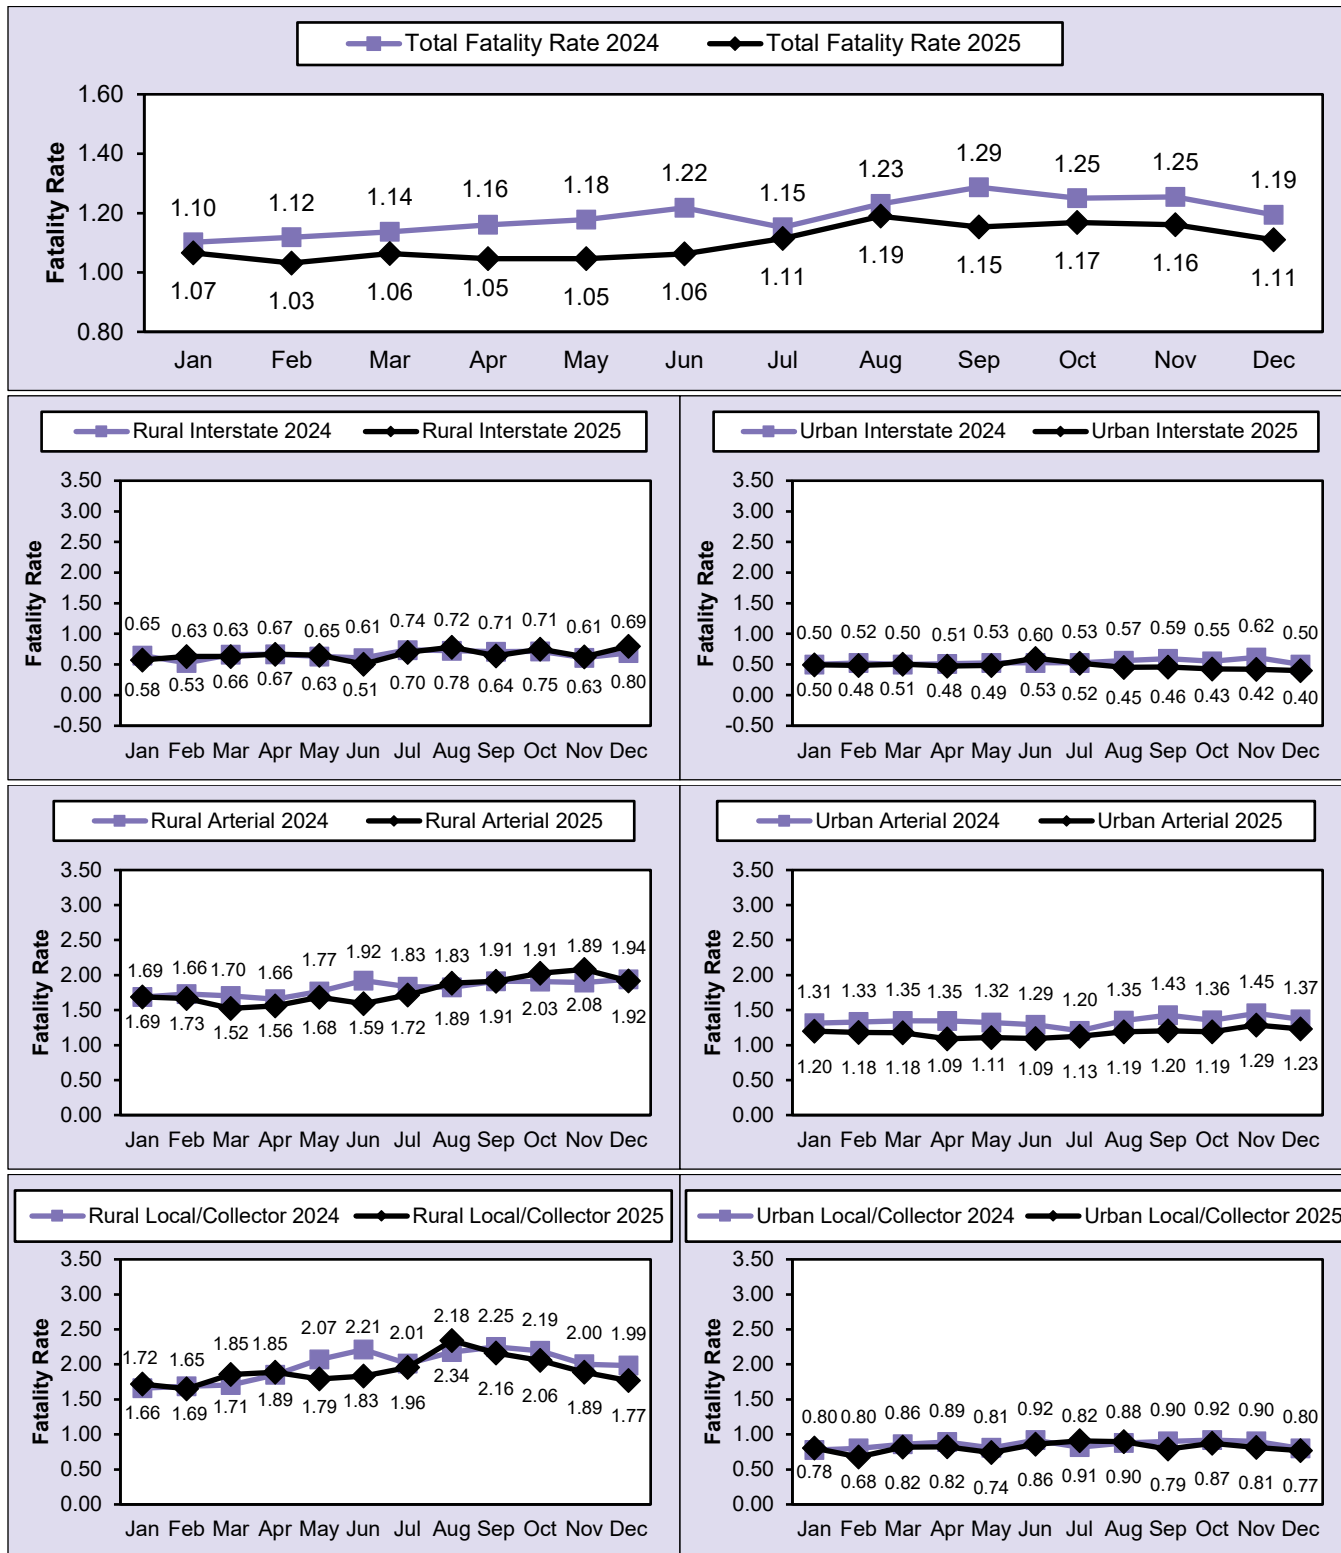 Total Fatality Rate 2024 Total Fatality Rate 2025
Fatality Rate
1.60
1.40
1.20
1.00
0.80
1.10 1.12 1.14 1.16 1.18 1.22 1.15 1.23 1.29 1.25 1.25 1.19
1.07 1.03 1.06 1.05 1.05 1.06 1.11 1.19 1.15 1.17 1.16 1.11
Jan Feb Mar Apr May Jun Jul Aug Sep Oct Nov Dec
Rural Interstate 2024 Rural Interstate 2025
Fatality Rate
3.50
3.00
2.50
2.00
1.50
1.00
0.50
0.00
-0.50
0.65 0.63 0.63 0.67 0.65 0.61 0.74 0.72 0.71 0.71 0.61 0.69
0.58 0.53 0.66 0.67 0.63 0.51 0.70 0.78 0.64 0.75 0.63 0.80
Jan Feb Mar Apr May Jun Jul Aug Sep Oct Nov Dec
Urban Interstate 2024 Urban Interstate 2025
Fatality Rate
3.50
3.00
2.50
2.00
1.50
1.00
0.50
0.00
-0.50
0.50 0.52 0.50 0.51 0.53 0.60 0.53 0.57 0.59 0.55 0.62 0.50
0.50 0.48 0.51 0.48 0.49 0.53 0.52 0.45 0.46 0.43 0.42 0.40
Jan Feb Mar Apr May Jun Jul Aug Sep Oct Nov Dec
Rural Arterial 2024 Rural Arterial 2025
Fatality Rate
3.50
3.00
2.50
2.00
1.50
1.00
0.50
0.00
1.69 1.66 1.70 1.66 1.77 1.92 1.83 1.83 1.91 1.91 1.89 1.94
1.69 1.73 1.52 1.56 1.68 1.59 1.72 1.89 1.91 2.03 2.08 1.92
Jan Feb Mar Apr May Jun Jul Aug Sep Oct Nov Dec
Urban Arterial 2024 Urban Arterial 2025
Fatality Rate
3.50
3.00
2.50
2.00
1.50
1.00
0.50
0.00
1.31 1.33 1.35 1.35 1.32 1.29 1.20 1.35 1.43 1.36 1.45 1.37
1.20 1.18 1.18 1.09 1.11 1.09 1.13 1.19 1.20 1.19 1.29 1.23
Jan Feb Mar Apr May Jun Jul Aug Sep Oct Nov Dec
Rural Local/Collector 2024 Rural Local/Collector 2025
Fatality Rate
3.50
3.00
2.50
2.00
1.50
1.00
0.50
0.00
1.72 1.65 1.85 1.85 2.07 2.21 2.01 2.18 2.25 2.19 2.00 1.99
1.66 1.69 1.71 1.89 1.79 1.83 1.96 2.34 2.16 2.06 1.89 1.77
Jan Feb Mar Apr May Jun Jul Aug Sep Oct Nov Dec
Urban Local/Collector 2024 Urban Local/Collector 2025
Fatality Rate
3.50
3.00
2.50
2.00
1.50
1.00
0.50
0.00
0.80 0.80 0.86 0.89 0.81 0.92 0.82 0.88 0.90 0.92 0.90 0.80
0.78 0.68 0.82 0.82 0.74 0.86 0.91 0.90 0.79 0.87 0.81 0.77
Jan Feb Mar Apr May Jun Jul Aug Sep Oct Nov Dec